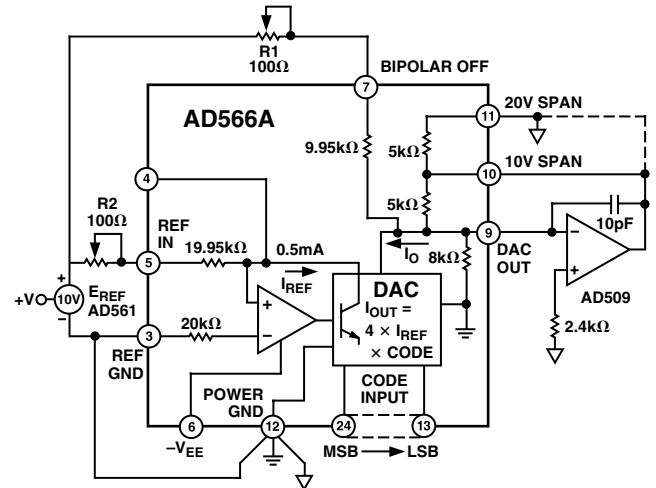 R1
100Ω
BIPOLAR OFF
7
AD566A
20V SPAN
11
9.95kΩ
5kΩ
10V SPAN
10
4
5kΩ
10pF
R2
100Ω
REF
IN
19.95kΩ
0.5mA
9
DAC
OUT
5
IREF
IO
8kΩ
AD509
+V
10V
EREF
AD561
DAC
IOUT =
4 × IREF
× CODE
2.4kΩ
3
20kΩ
REF
GND
POWER
GND
CODE
INPUT
6
12
24
13
–VEE
MSB
LSB
+
−
+
−
−
+